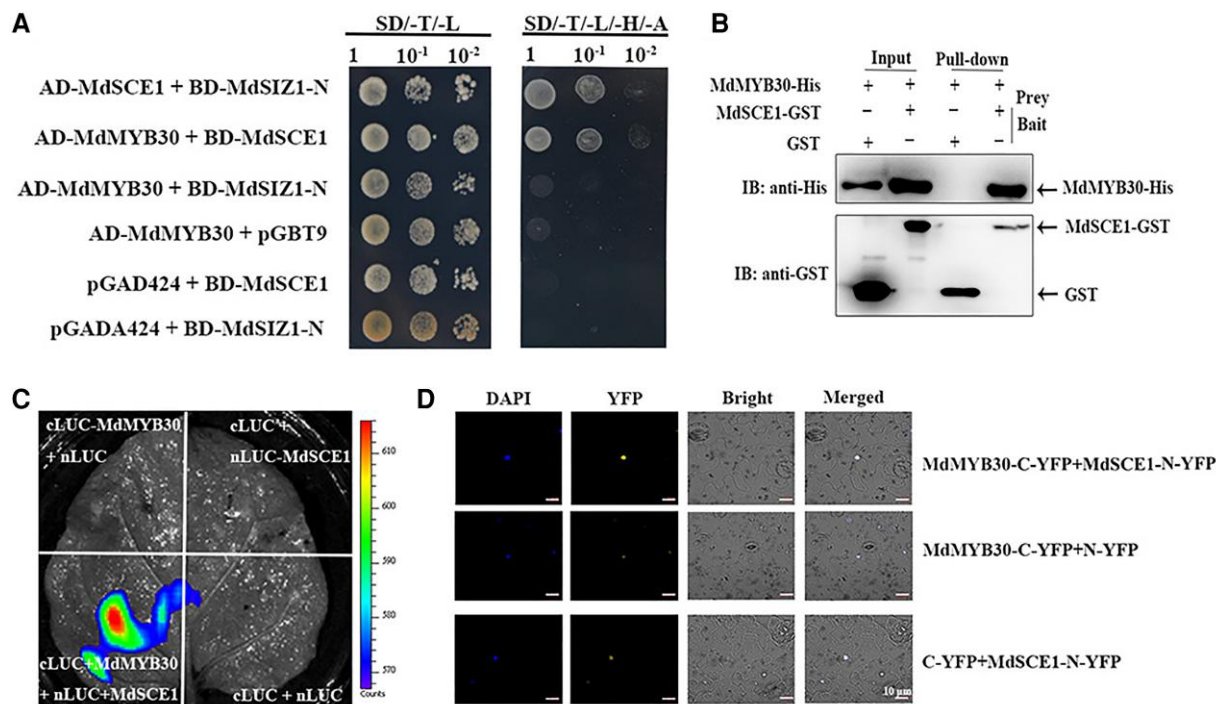 A
SD/-T/-L
SD/-T/-L/-H/-A
1 10⁻¹ 10⁻² 1 10⁻¹ 10⁻²
AD-MdSCE1 + BD-MdSIZ1-N
AD-MdMYB30 + BD-MdSCE1
AD-MdMYB30 + BD-MdSIZ1-N
AD-MdMYB30 + pGBT9
pGAD424 + BD-MdSCE1
pGADA424 + BD-MdSIZ1-N
B
Input Pull-down
MdMYB30-His + + + + Prey
MdSCE1-GST - + - + Bait
GST + - + -
IB: anti-His
← MdMYB30-His
← MdSCE1-GST
IB: anti-GST
← GST
C
cLUC-MdMYB30
+ nLUC
cLUC +
nLUC-MdSCE1
cLUC+MdMYB30
+ nLUC+MdSCE1
cLUC + nLUC
610
600
590
580
570
Counts
D
DAPI YFP Bright Merged
MdMYB30-C-YFP+MdSCE1-N-YFP
MdMYB30-C-YFP+N-YFP
C-YFP+MdSCE1-N-YFP
10 μm